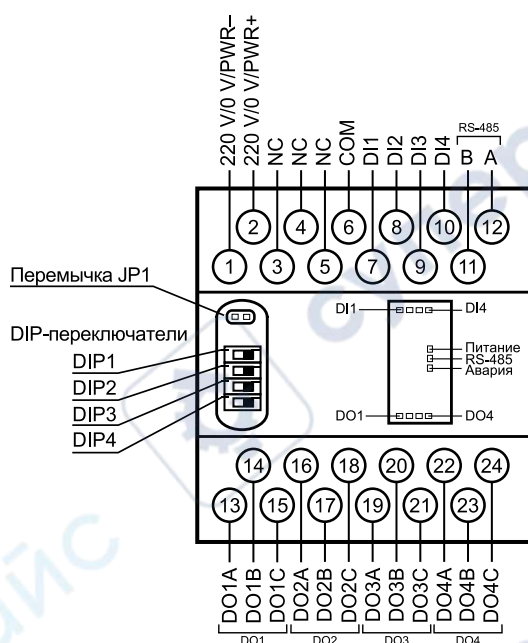 220 V/0 V/PWR–
220 V/0 V/PWR+
NC
NC
NC
COM
DI1
DI2
DI3
DI4
RS-485
B A
2 4 6 8 10 12
1 3 5 7 9 11
Перемычка JP1
DIP-переключатели
DIP1
DIP2
DIP3
DIP4
DI1 DI4
Питание
RS-485
Авария
DO1 DO4
14 16 18 20 22 24
13 15 17 19 21 23
DO1A
DO1B
DO1C
DO2A
DO2B
DO2C
DO3A
DO3B
DO3C
DO4A
DO4B
DO4C
DO1 DO2 DO3 DO4